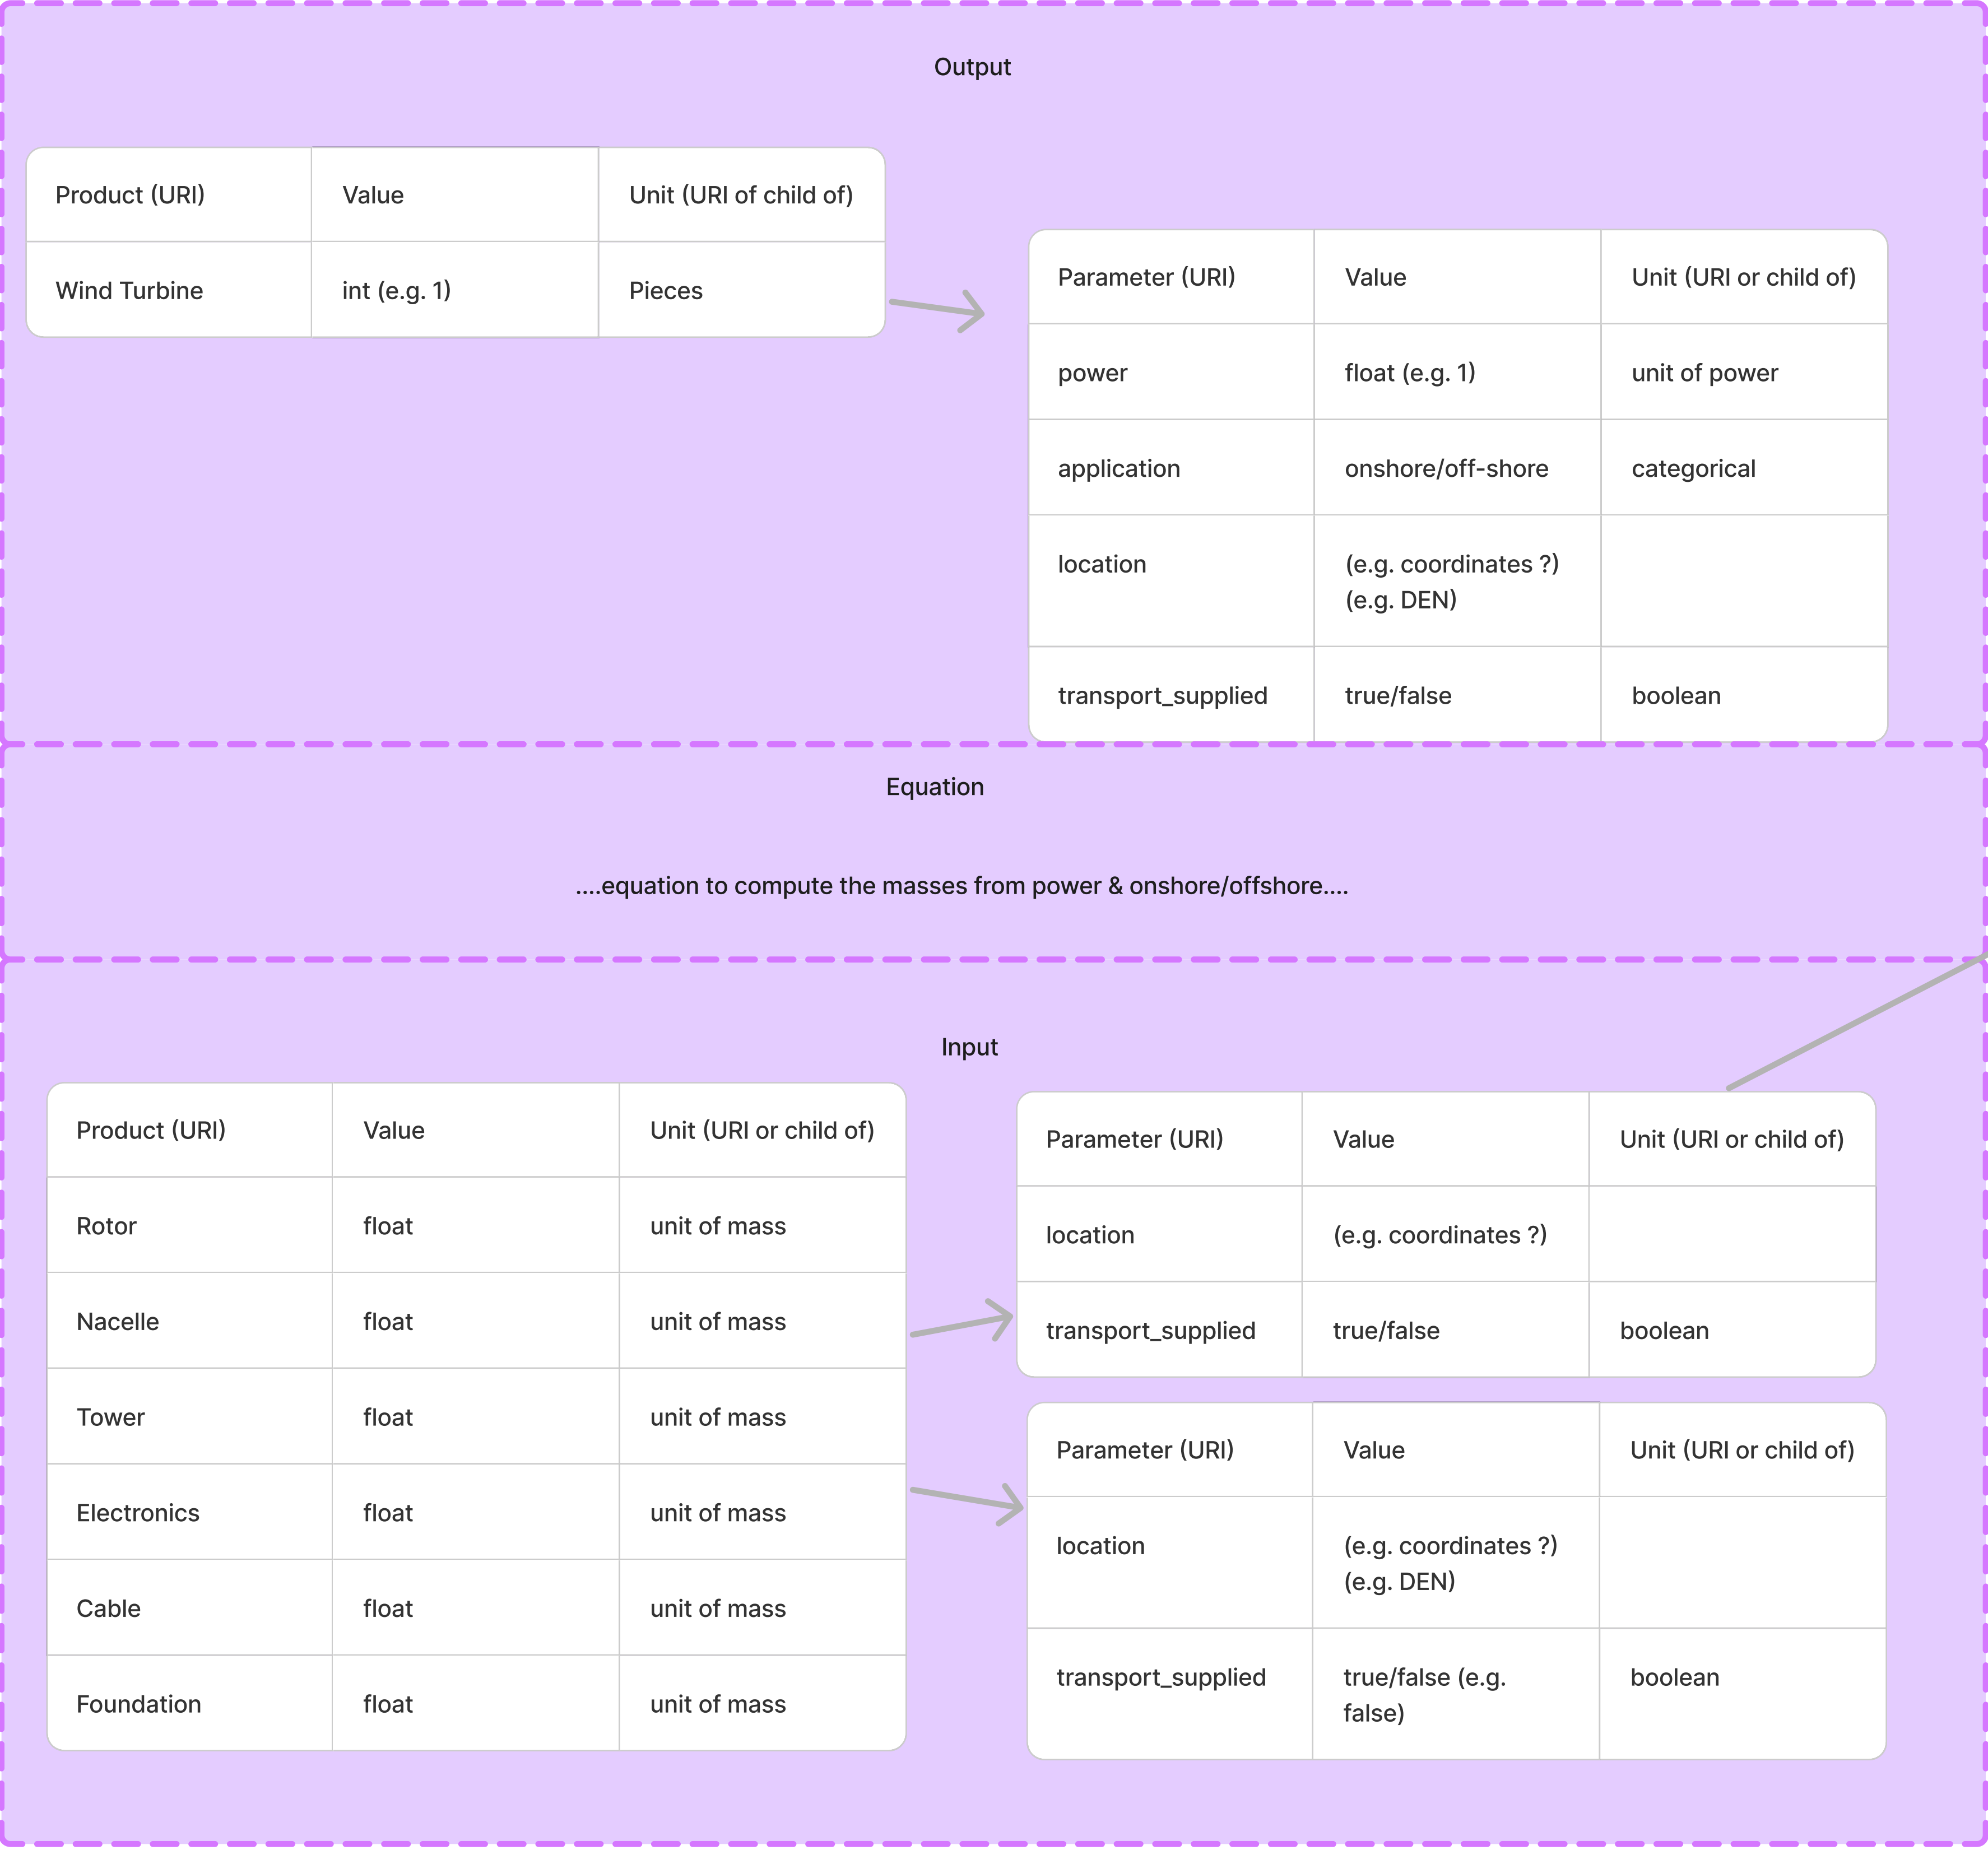 Output
Product (URI) Value Unit (URI of child of)
Wind Turbine int (e.g. 1) Pieces
Parameter (URI) Value Unit (URI or child of)
power float (e.g. 1) unit of power
application onshore/off-shore categorical
location (e.g. coordinates ?)
(e.g. DEN)
transport_supplied true/false boolean
Equation
....equation to compute the masses from power & onshore/offshore....
Input
Product (URI) Value Unit (URI or child of)
Rotor float unit of mass
Nacelle float unit of mass
Tower float unit of mass
Electronics float unit of mass
Cable float unit of mass
Foundation float unit of mass
Parameter (URI) Value Unit (URI or child of)
location (e.g. coordinates ?)
transport_supplied true/false boolean
Parameter (URI) Value Unit (URI or child of)
location (e.g. coordinates ?)
(e.g. DEN)
transport_supplied true/false (e.g. boolean
false)